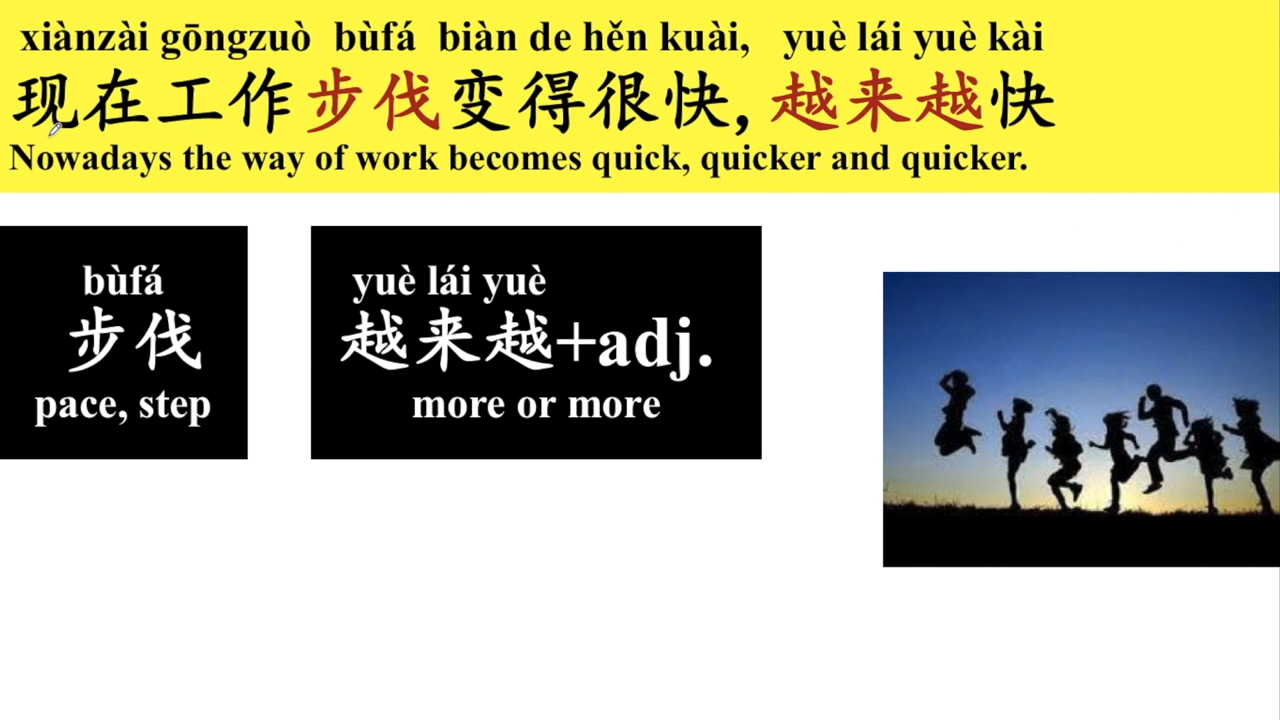 xiànzài gōngzuò bùfá biàn de hěn kuài, yuè lái yuè kài
现在工作步伐变得很快, 越来越快
Nowadays the way of work becomes quick, quicker and quicker.
bùfá
步伐
pace, step
yuè lái yuè
越来越+adj.
more or more